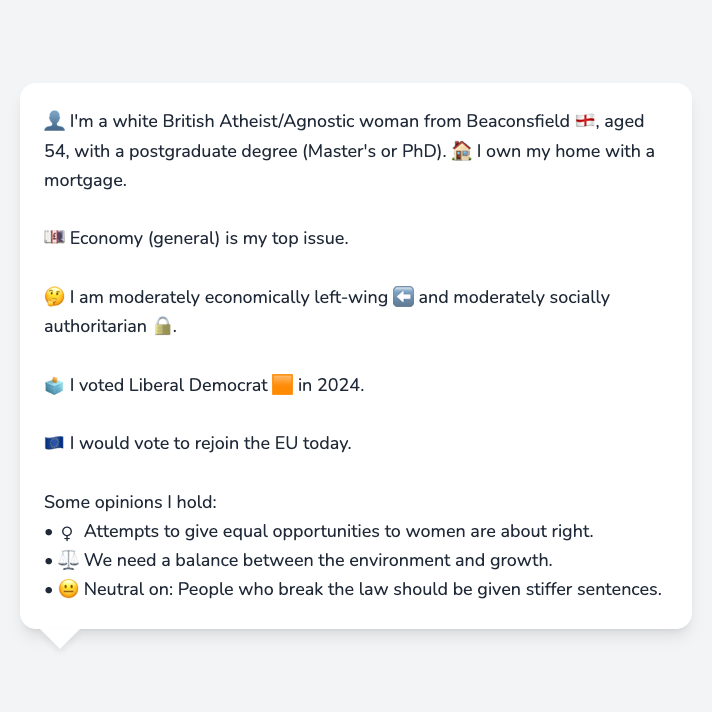 👤 I'm a white British Atheist/Agnostic woman from Beaconsfield 🏴󠁧󠁢󠁥󠁮󠁧󠁿, aged
54, with a postgraduate degree (Master's or PhD). 🏠 I own my home with a
mortgage.
💷 Economy (general) is my top issue.
🤔 I am moderately economically left-wing ⬅️ and moderately socially
authoritarian 🔒.
🗳️ I voted Liberal Democrat 🟧 in 2024.
🇪🇺 I would vote to rejoin the EU today.
Some opinions I hold:
• ♀ Attempts to give equal opportunities to women are about right.
• ⚖️ We need a balance between the environment and growth.
• 😐 Neutral on: People who break the law should be given stiffer sentences.